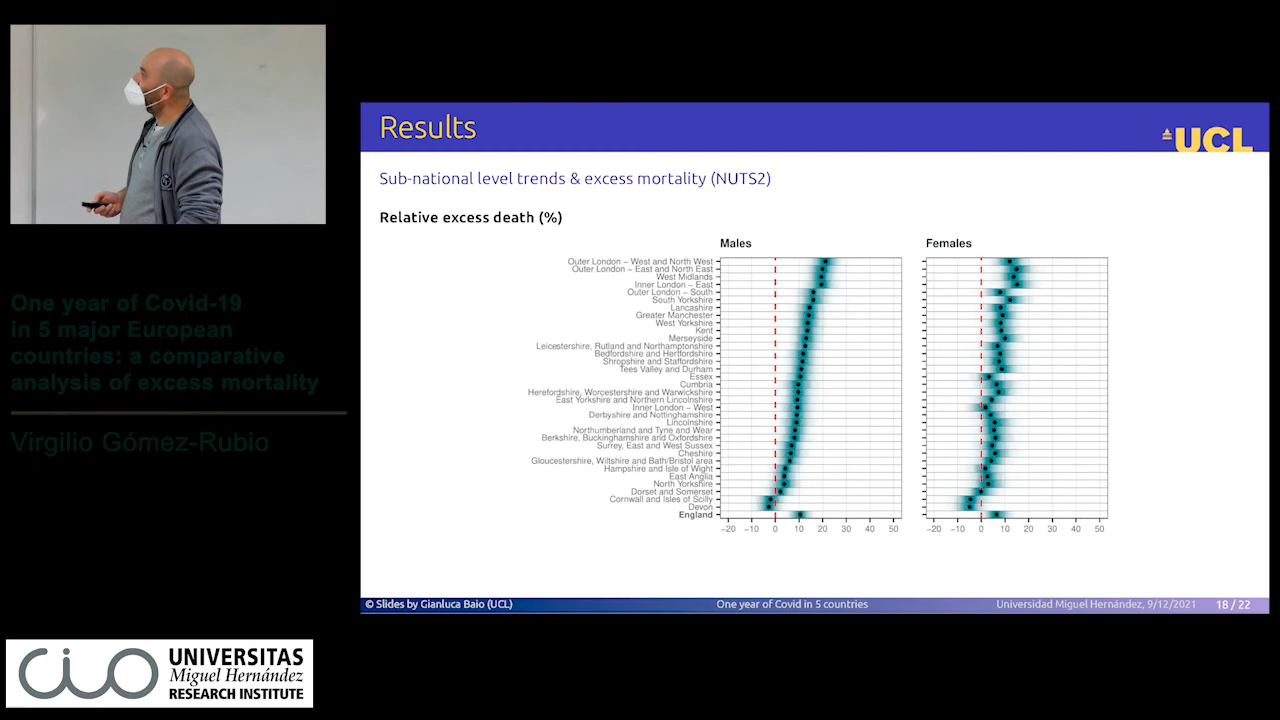 Results
UCL
Sub-national level trends & excess mortality (NUTS2)
Relative excess death (%)
Males
Females
Outer London − West and North West
Outer London − East and North East
West Midlands
Inner London − East
Outer London − South
South Yorkshire
Lancashire
Greater Manchester
West Yorkshire
Kent
Merseyside
Leicestershire, Rutland and Northamptonshire
Bedfordshire and Hertfordshire
Shropshire and Staffordshire
Tees Valley and Durham
Essex
Cumbria
Herefordshire, Worcestershire and Warwickshire
East Yorkshire and Northern Lincolnshire
Inner London − West
Derbyshire and Nottinghamshire
Lincolnshire
Northumberland and Tyne and Wear
Berkshire, Buckinghamshire and Oxfordshire
Surrey, East and West Sussex
Cheshire
Gloucestershire, Wiltshire and Bath/Bristol area
Hampshire and Isle of Wight
East Anglia
North Yorkshire
Dorset and Somerset
Cornwall and Isles of Scilly
Devon
England
−20 −10 0 10 20 30 40 50
−20 −10 0 10 20 30 40 50
© Slides by Gianluca Baio (UCL)
One year of Covid in 5 countries
Universidad Miguel Hernández, 9/12/2021
18 / 22
One year of Covid-19
in 5 major European
countries: a comparative
analysis of excess mortality
Virgilio Gómez-Rubio
CIO
UNIVERSITAS
Miguel Hernández
RESEARCH INSTITUTE